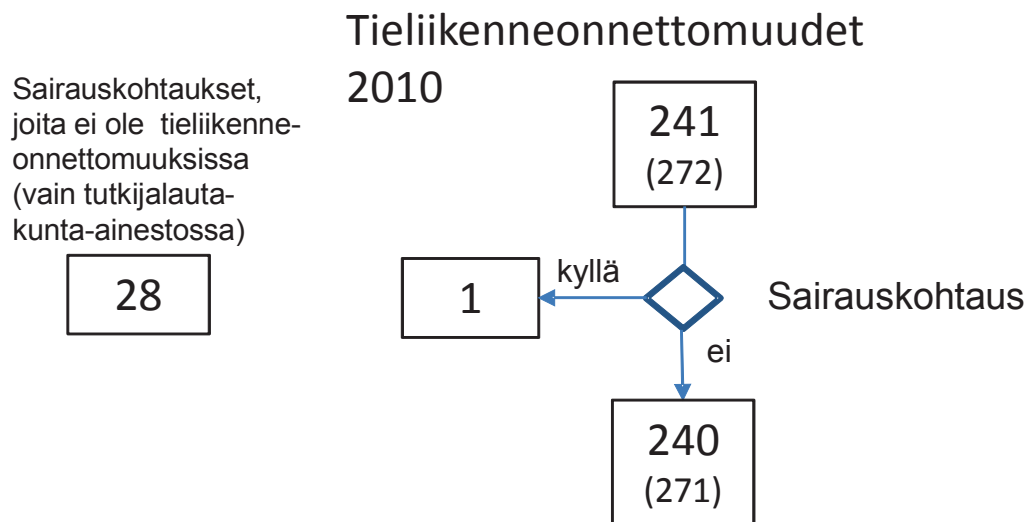 Tieliikenneonnettomuudet
2010
Sairauskohtaukset,
joita ei ole tieliikenne-
onnettomuuksissa
(vain tutkijalauta-
kunta-ainestossa)
28
241
(272)
kyllä
1
Sairauskohtaus
ei
240
(271)